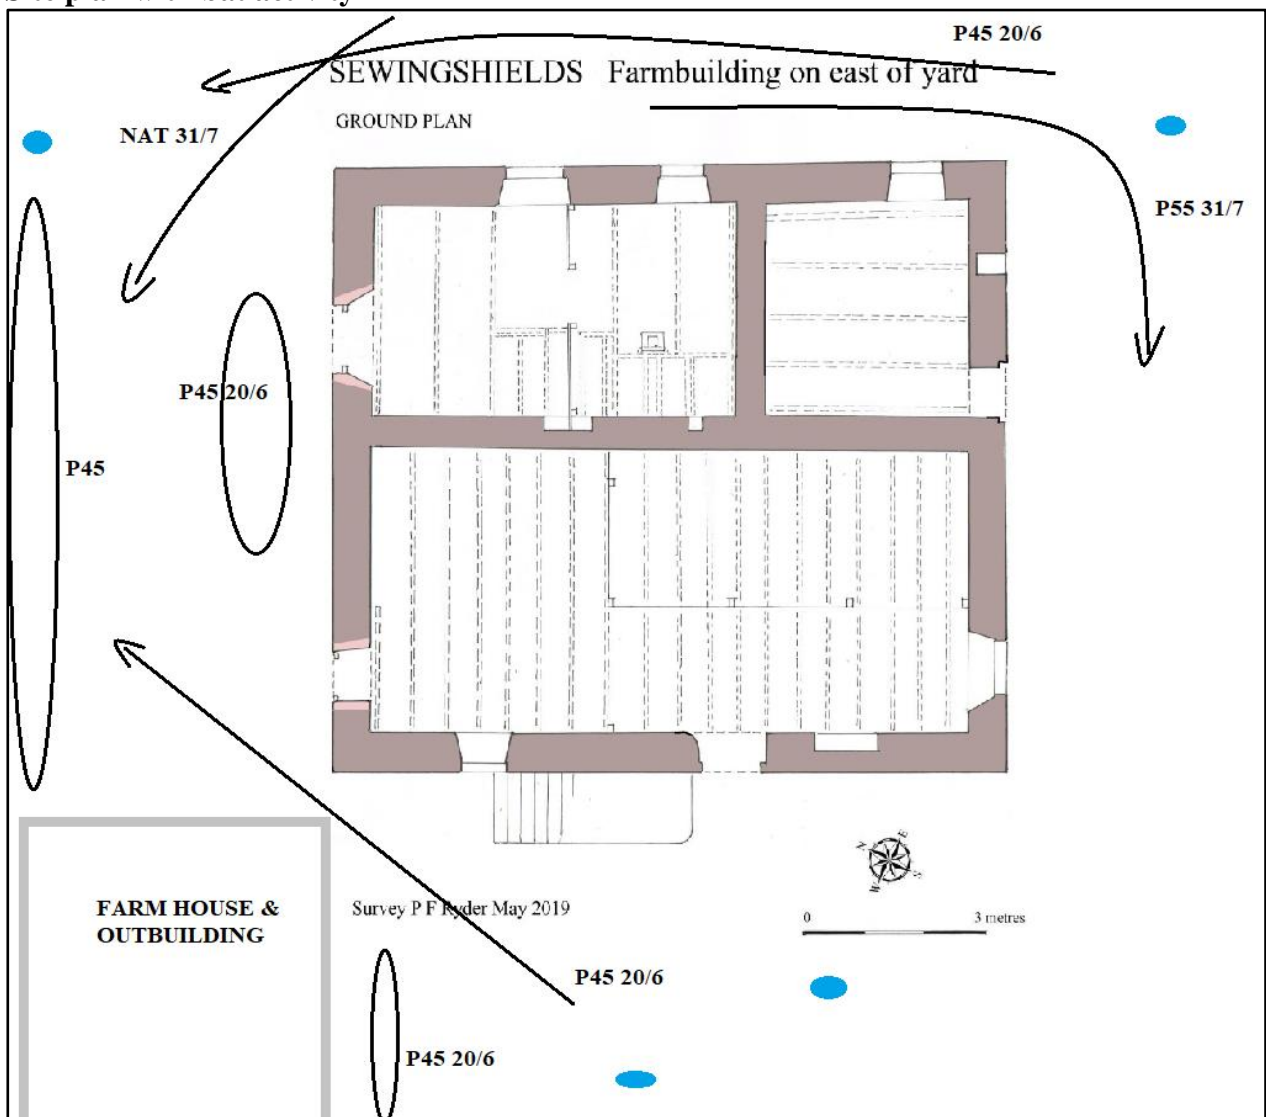 P45 20/6
SEWINGSHIELDS Farmbuilding on east of yard
GROUND PLAN
NAT 31/7
P55 31/7
P45 20/6
P45
N
E
W
S
FARM HOUSE &
OUTBUILDING
Survey P F Ryder May 2019
0
3 metres
P45 20/6
P45 20/6